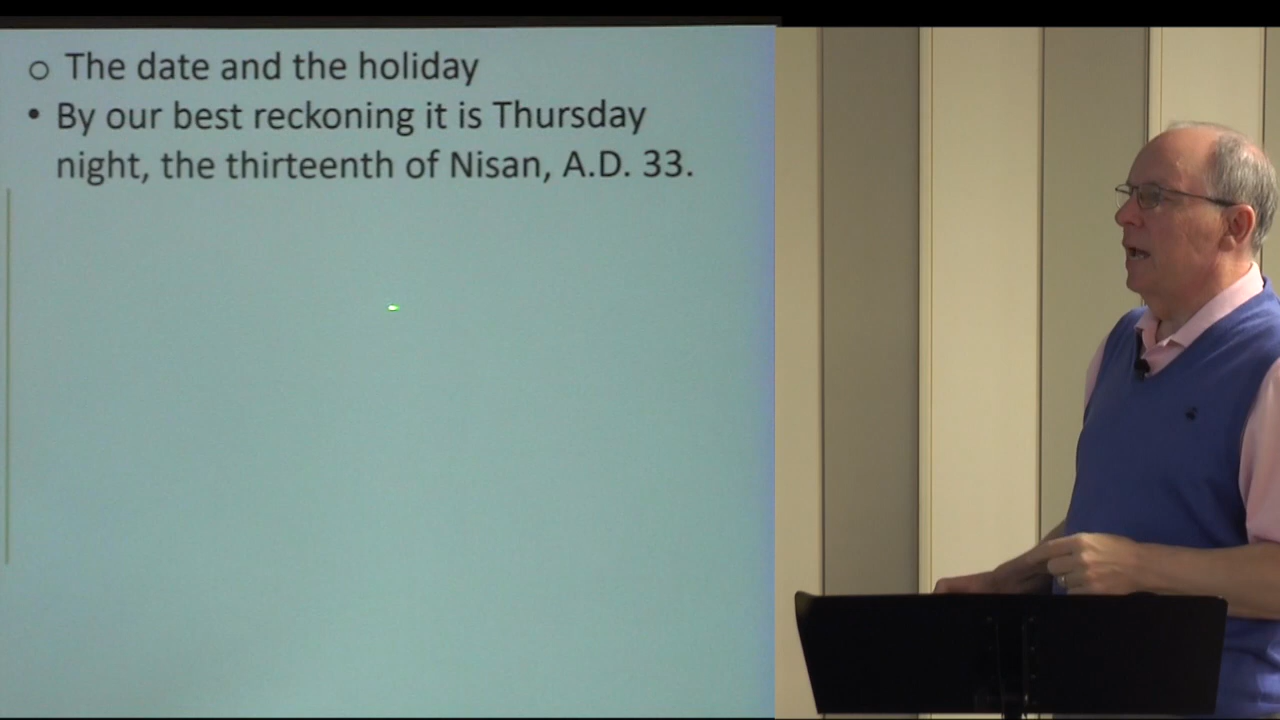 The date and the holiday
By our best reckoning it is Thursday
night, the thirteenth of Nisan, A.D. 33.